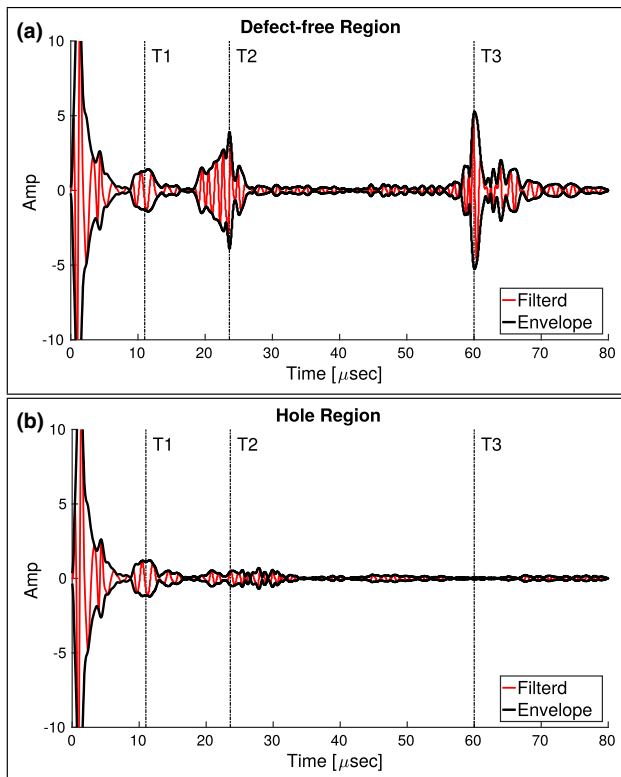 (a) Defect-free Region
T1 T2 T3
10
5
0
-5
-10
Amp
Filterd
Envelope
0 10 20 30 40 50 60 70 80
Time [μsec]
(b) Hole Region
T1 T2 T3
10
5
0
-5
-10
Amp
Filterd
Envelope
0 10 20 30 40 50 60 70 80
Time [μsec]